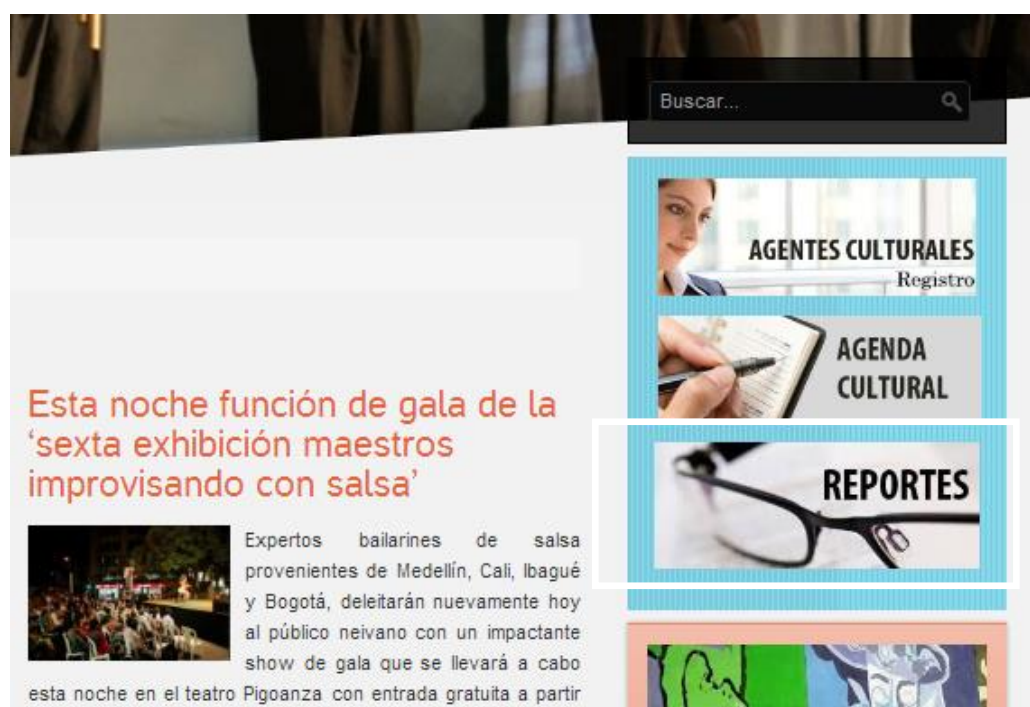 Buscar...
AGENTES CULTURALES
Registro
AGENDA
CULTURAL
REPORTES
Esta noche función de gala de la
‘sexta exhibición maestros
improvisando con salsa’
Expertos bailarines de salsa
provenientes de Medellín, Cali, Ibagué
y Bogotá, deleitarán nuevamente hoy
al público neivano con un impactante
show de gala que se llevará a cabo
esta noche en el teatro Pigoanza con entrada gratuita a partir